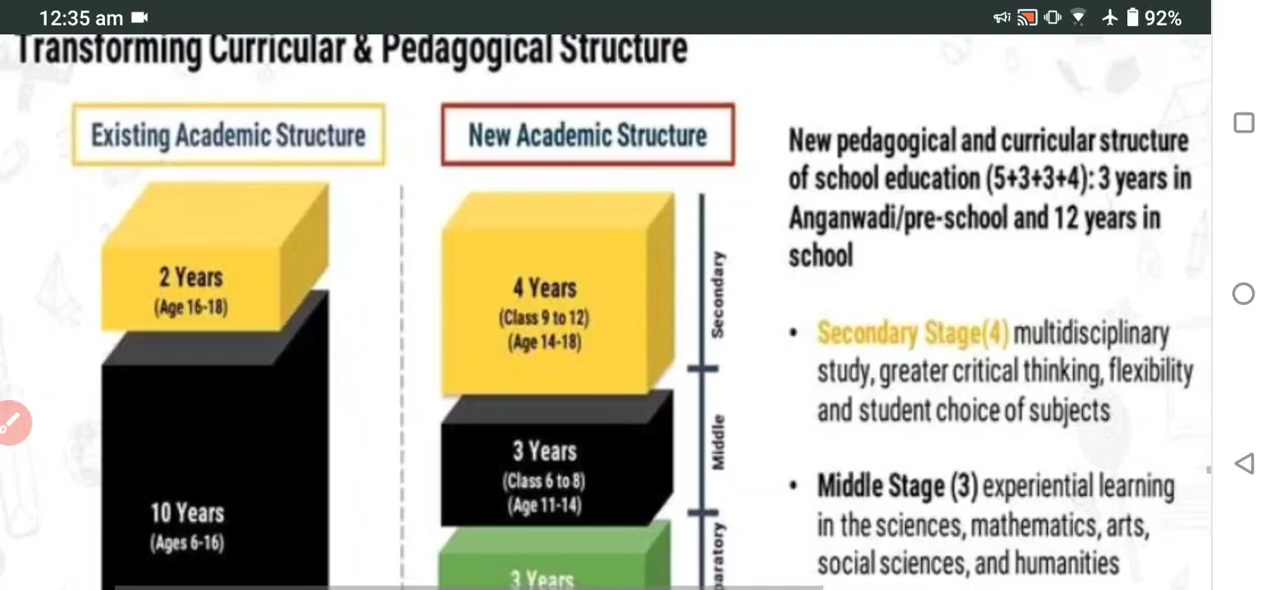 12:35 am
92%
Transforming Curricular & Pedagogical Structure
Existing Academic Structure
2 Years
(Age 16-18)
10 Years
(Ages 6-16)
New Academic Structure
4 Years
(Class 9 to 12)
(Age 14-18)
Secondary
3 Years
(Class 6 to 8)
(Age 11-14)
Middle
3 Years
paratory
New pedagogical and curricular structure
of school education (5+3+3+4): 3 years in
Anganwadi/pre-school and 12 years in
school
• Secondary Stage(4) multidisciplinary
study, greater critical thinking, flexibility
and student choice of subjects
• Middle Stage (3) experiential learning
in the sciences, mathematics, arts,
social sciences, and humanities